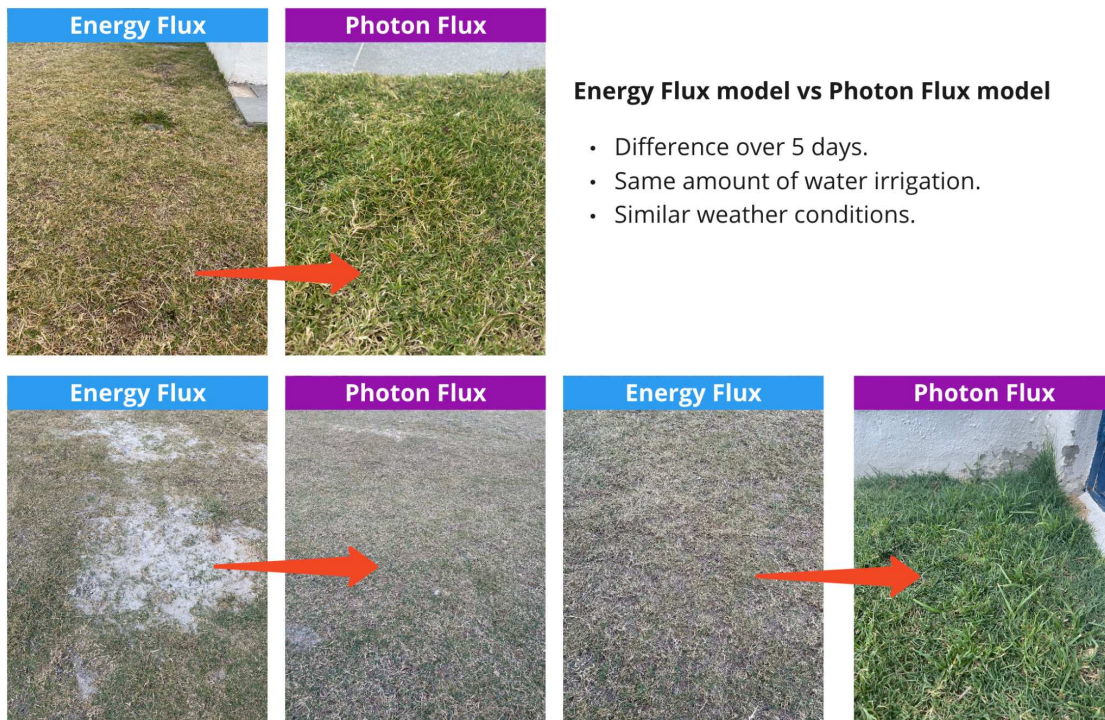 Energy Flux
Photon Flux
Energy Flux model vs Photon Flux model
• Difference over 5 days.
• Same amount of water irrigation.
• Similar weather conditions.
Energy Flux
Photon Flux
Energy Flux
Photon Flux